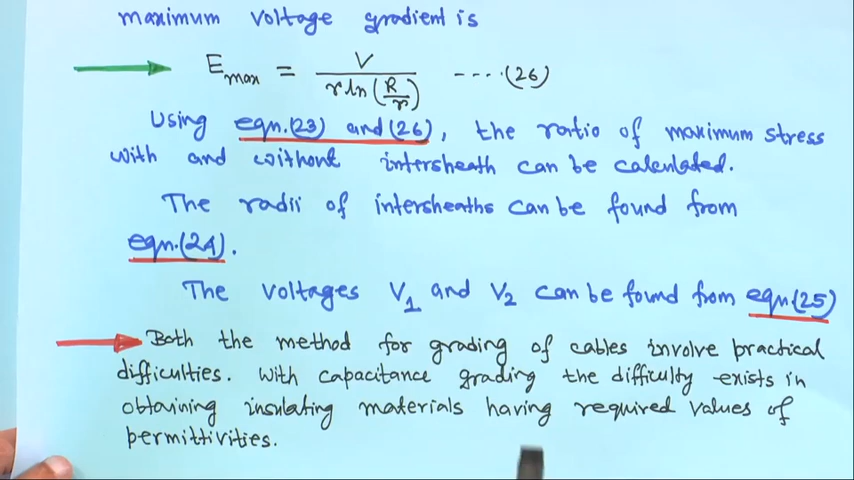 maximum voltage gradient is
E_max = V / (r ln(R/r)) ----(26)
Using eqn.(23) and (26), the ratio of maximum stress
with and without intersheath can be calculated.
The radii of intersheaths can be found from
eqn.(24).
The voltages V_1 and V_2 can be found from eqn(25)
Both the method for grading of cables involve practical
difficulties. With capacitance grading the difficulty exists in
obtaining insulating materials having required values of
permittivities.